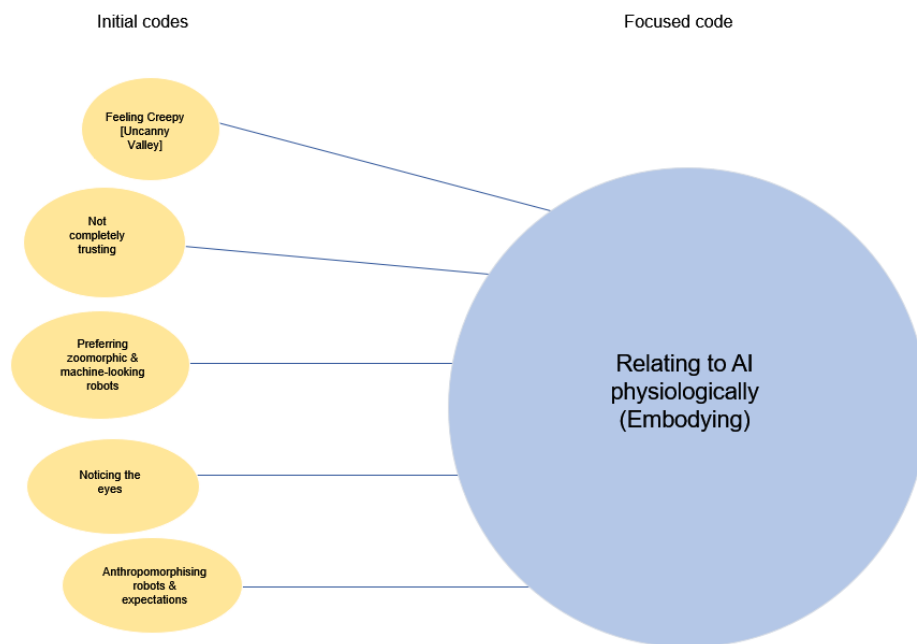 Initial codes
Focused code
Feeling Creepy
[Uncanny
Valley]
Not
completely
trusting
Preferring
zoomorphic &
machine-looking
robots
Noticing the
eyes
Anthropomorphising
robots &
expectations
Relating to AI
physiologically
(Embodying)